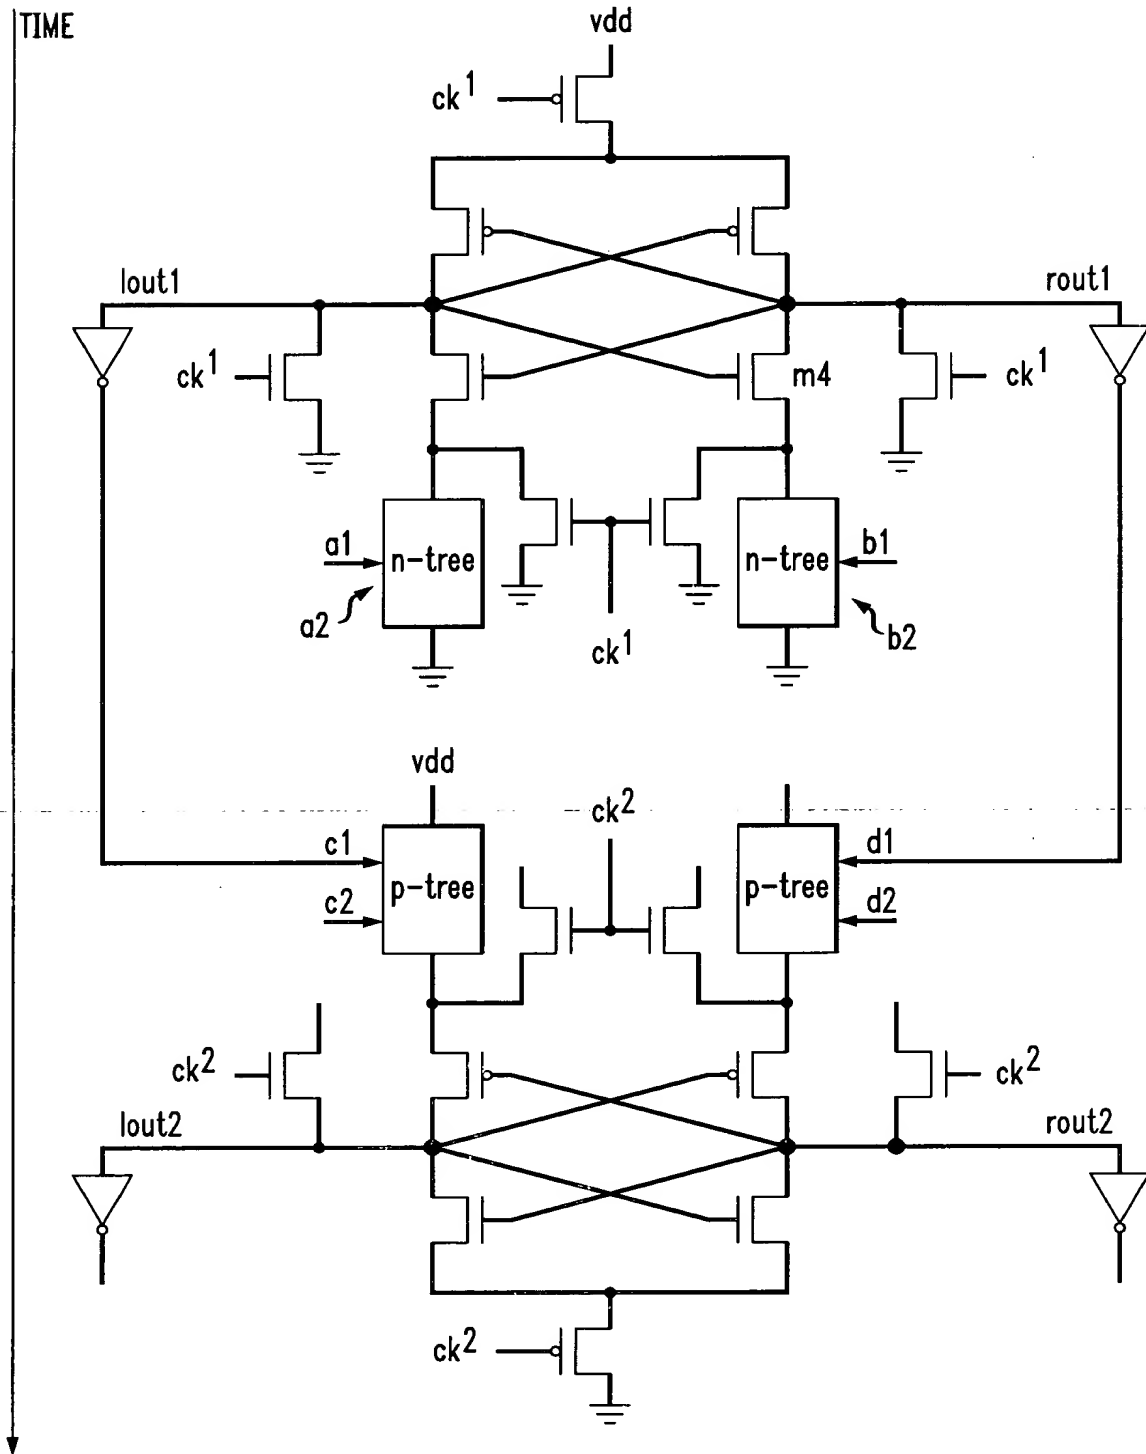 TIME
vdd
ck1
lout1
rout1
ck1
m4
ck1
a1
n-tree
n-tree
b1
a2
ck1
b2
vdd
ck2
c1
d1
p-tree
p-tree
c2
d2
ck2
ck2
lout2
rout2
ck2